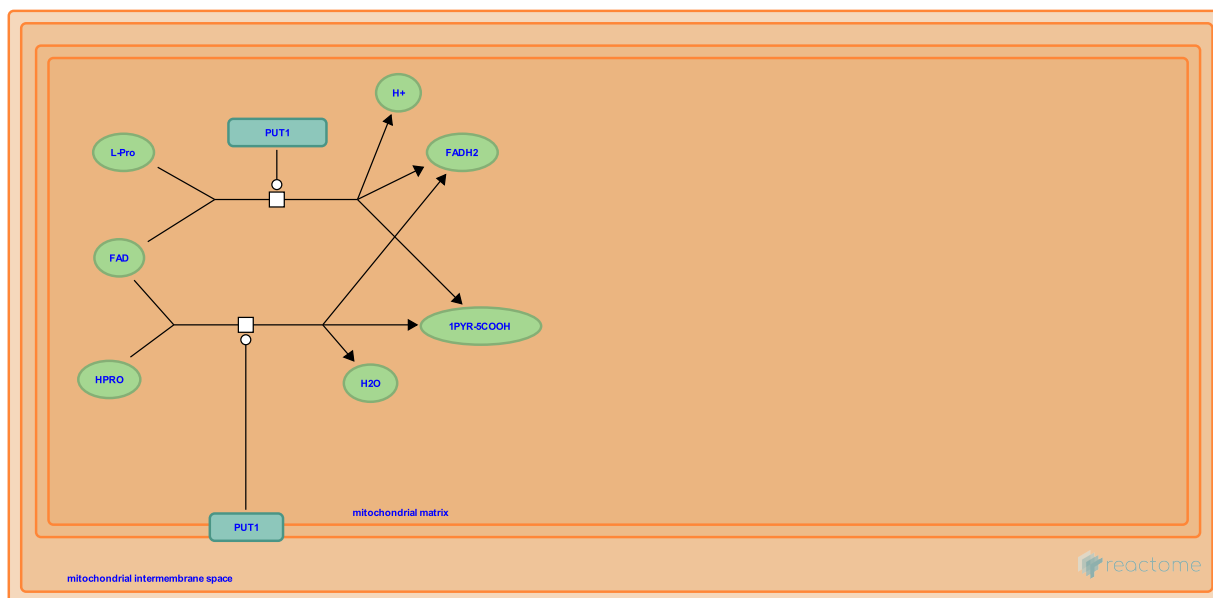 H+
PUT1
L-Pro
FADH2
FAD
1PYR-5COOH
HPRO
H2O
mitochondrial matrix
PUT1
reactome
mitochondrial intermembrane space